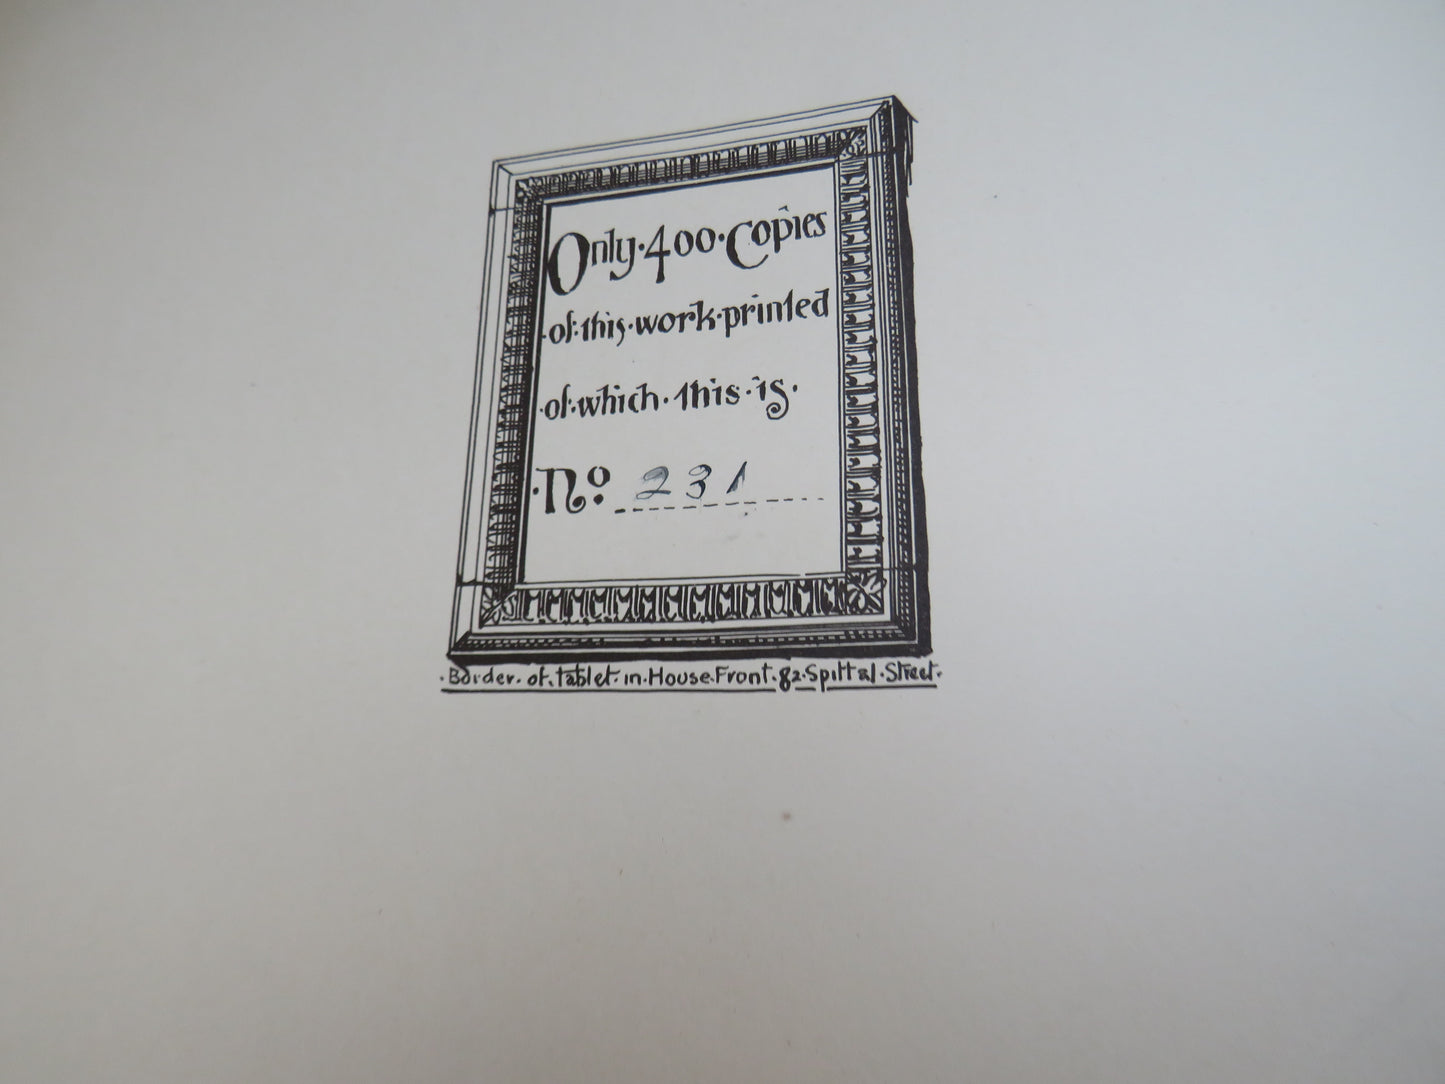 Only·400·Copies
·of·this·work·printed
·of·which·this·is·
·No. 231
·Border·of·tablet·in·House·Front·82·Spittal·Street·